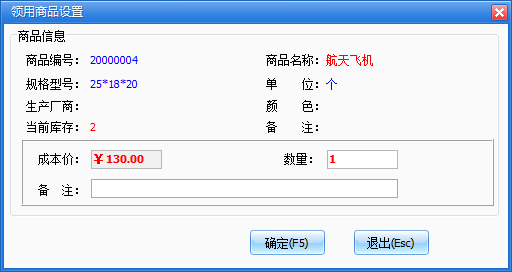 领用商品设置
商品信息
商品编号： 20000004 商品名称： 航天飞机
规格型号： 25*18*20 单 位： 个
生产厂商： 颜 色：
当前库存： 2 备 注：
成本价： ￥130.00 数量： 1
备 注：
确定(F5) 退出(Esc)